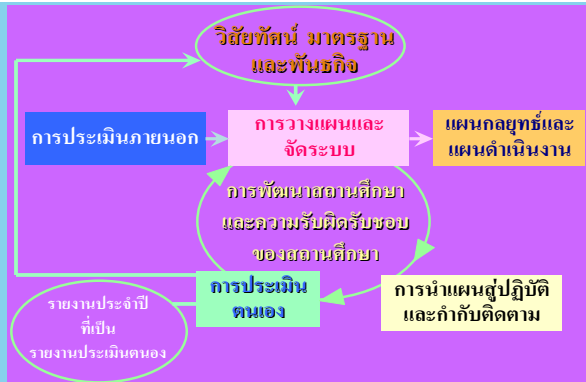 วิสัยทัศน์ มาตรฐาน
และพันธกิจ
การประเมินภายนอก
การวางแผนและ
จัดระบบ
แผนกลยุทธ์และ
แผนดำเนินงาน
การพัฒนาสถานศึกษา
และความรับผิดรับชอบ
ของสถานศึกษา
การประเมิน
ตนเอง
การนำแผนสู่ปฏิบัติ
และกำกับติดตาม
รายงานประจำปี
ที่เป็น
รายงานประเมินตนอง